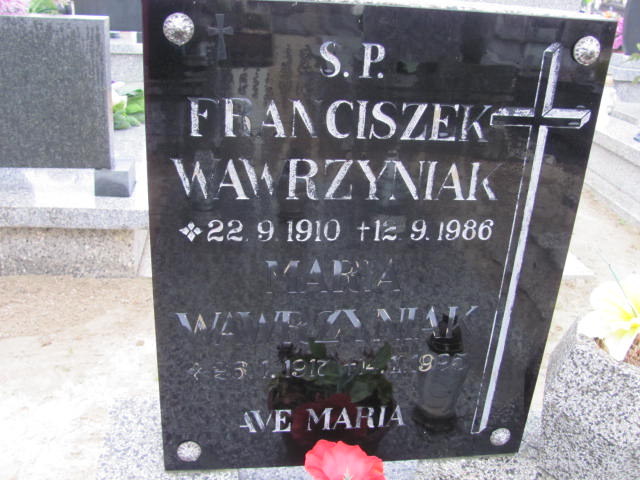 S. P.
FRANCISZEK
WAWRZYNIAK
22. 9. 1910 +12. 9. 1986
MARIA
WAWRZYNIAK
AVE MARIA